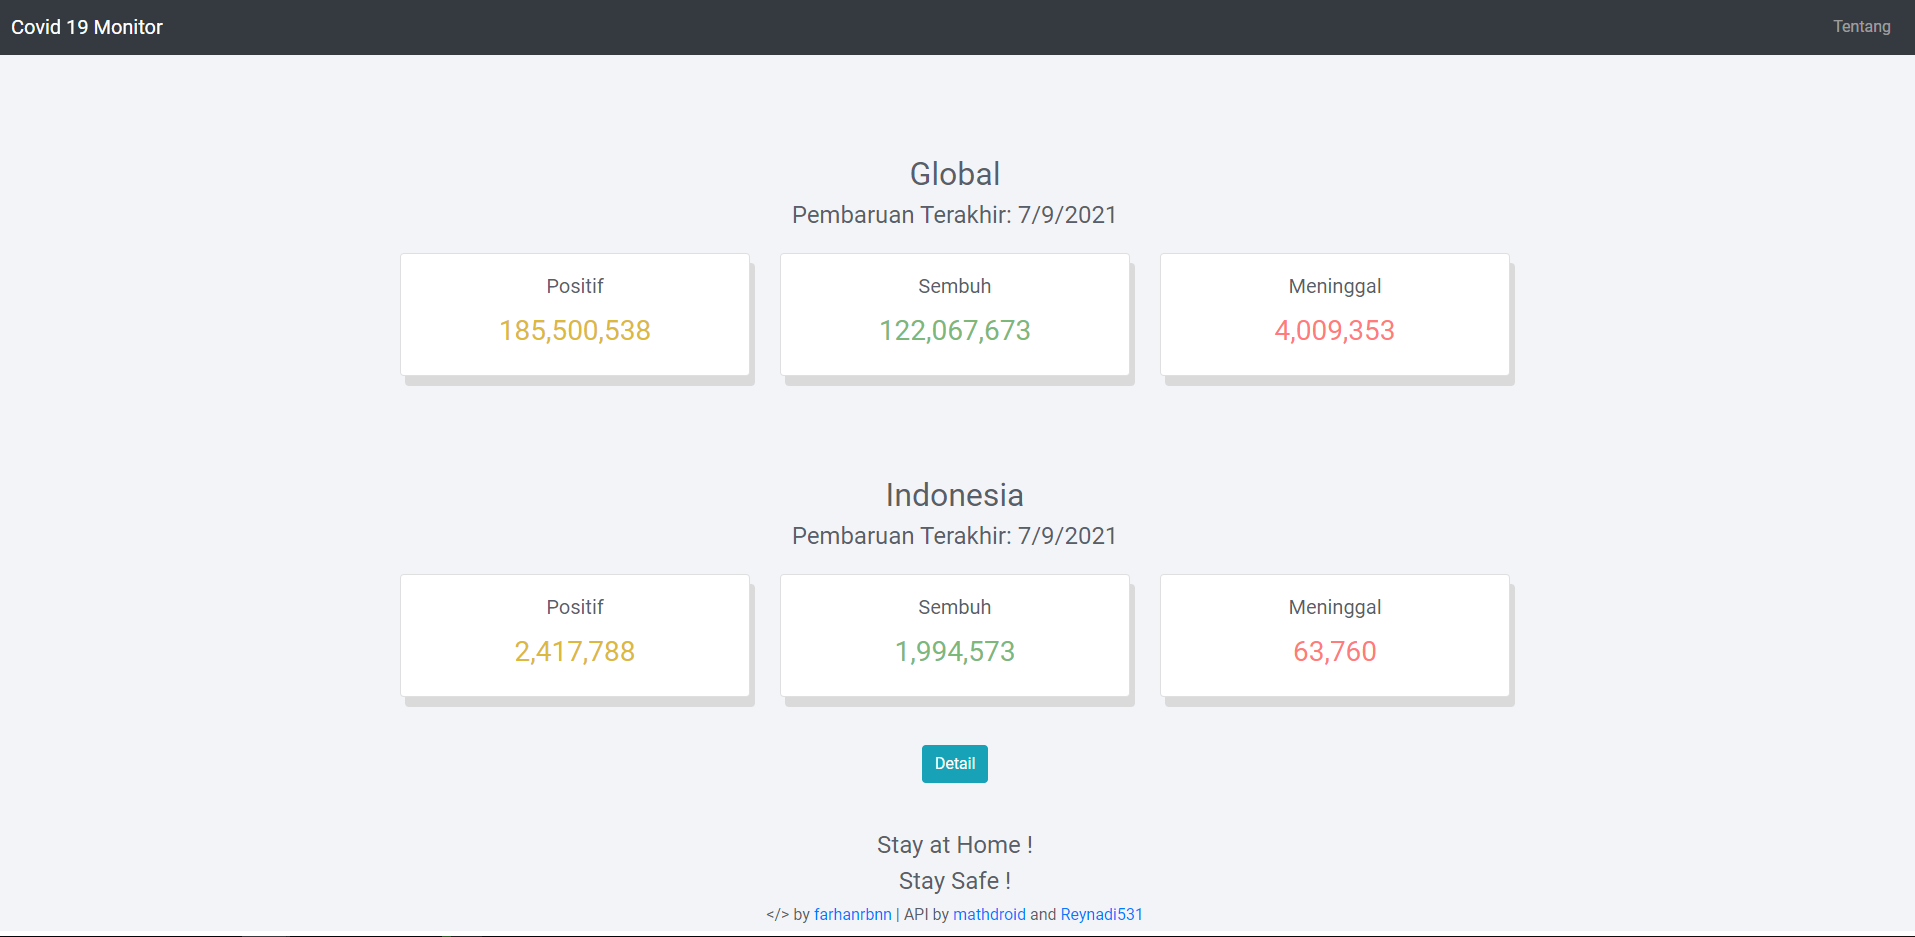 Covid 19 Monitor
Tentang
Global
Pembaruan Terakhir: 7/9/2021
Positif
185,500,538
Sembuh
122,067,673
Meninggal
4,009,353
Indonesia
Pembaruan Terakhir: 7/9/2021
Positif
2,417,788
Sembuh
1,994,573
Meninggal
63,760
Detail
Stay at Home !
Stay Safe !
</> by farhanrbnn | API by mathdroid and Reynadi531